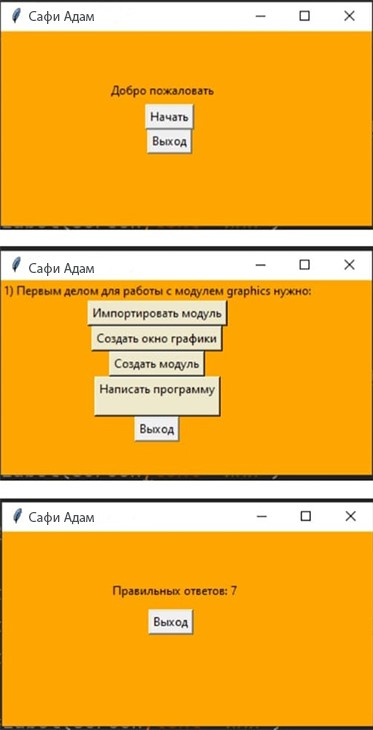 Сафи Адам
Добро пожаловать
Начать
Выход
Сафи Адам
1) Первым делом для работы с модулем graphics нужно:
Импортировать модуль
Создать окно графики
Создать модуль
Написать программу
Выход
Сафи Адам
Правильных ответов: 7
Выход